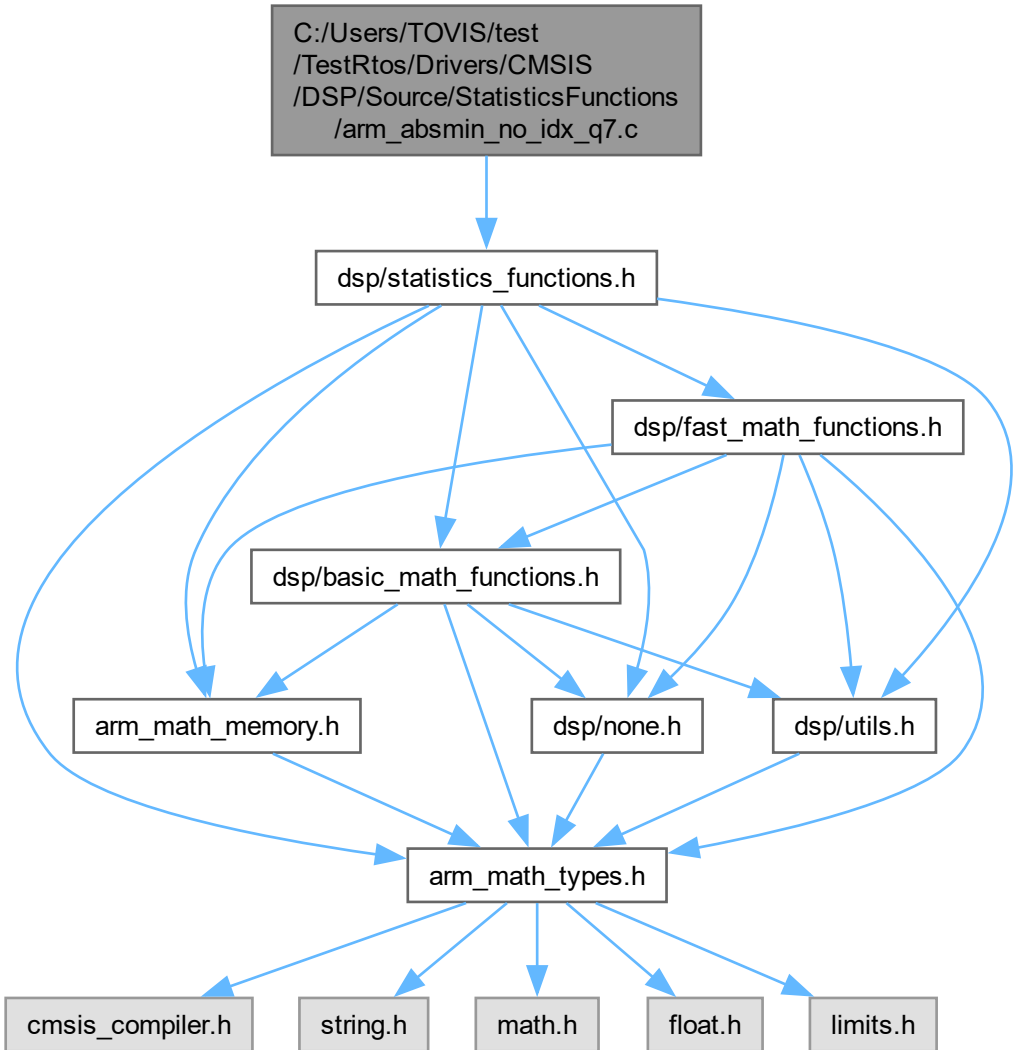 C:/Users/TOVIS/test
/TestRtos/Drivers/CMSIS
/DSP/Source/StatisticsFunctions
/arm_absmin_no_idx_q7.c
dsp/statistics_functions.h
dsp/fast_math_functions.h
dsp/basic_math_functions.h
arm_math_memory.h
dsp/none.h
dsp/utils.h
arm_math_types.h
cmsis_compiler.h
string.h
math.h
float.h
limits.h